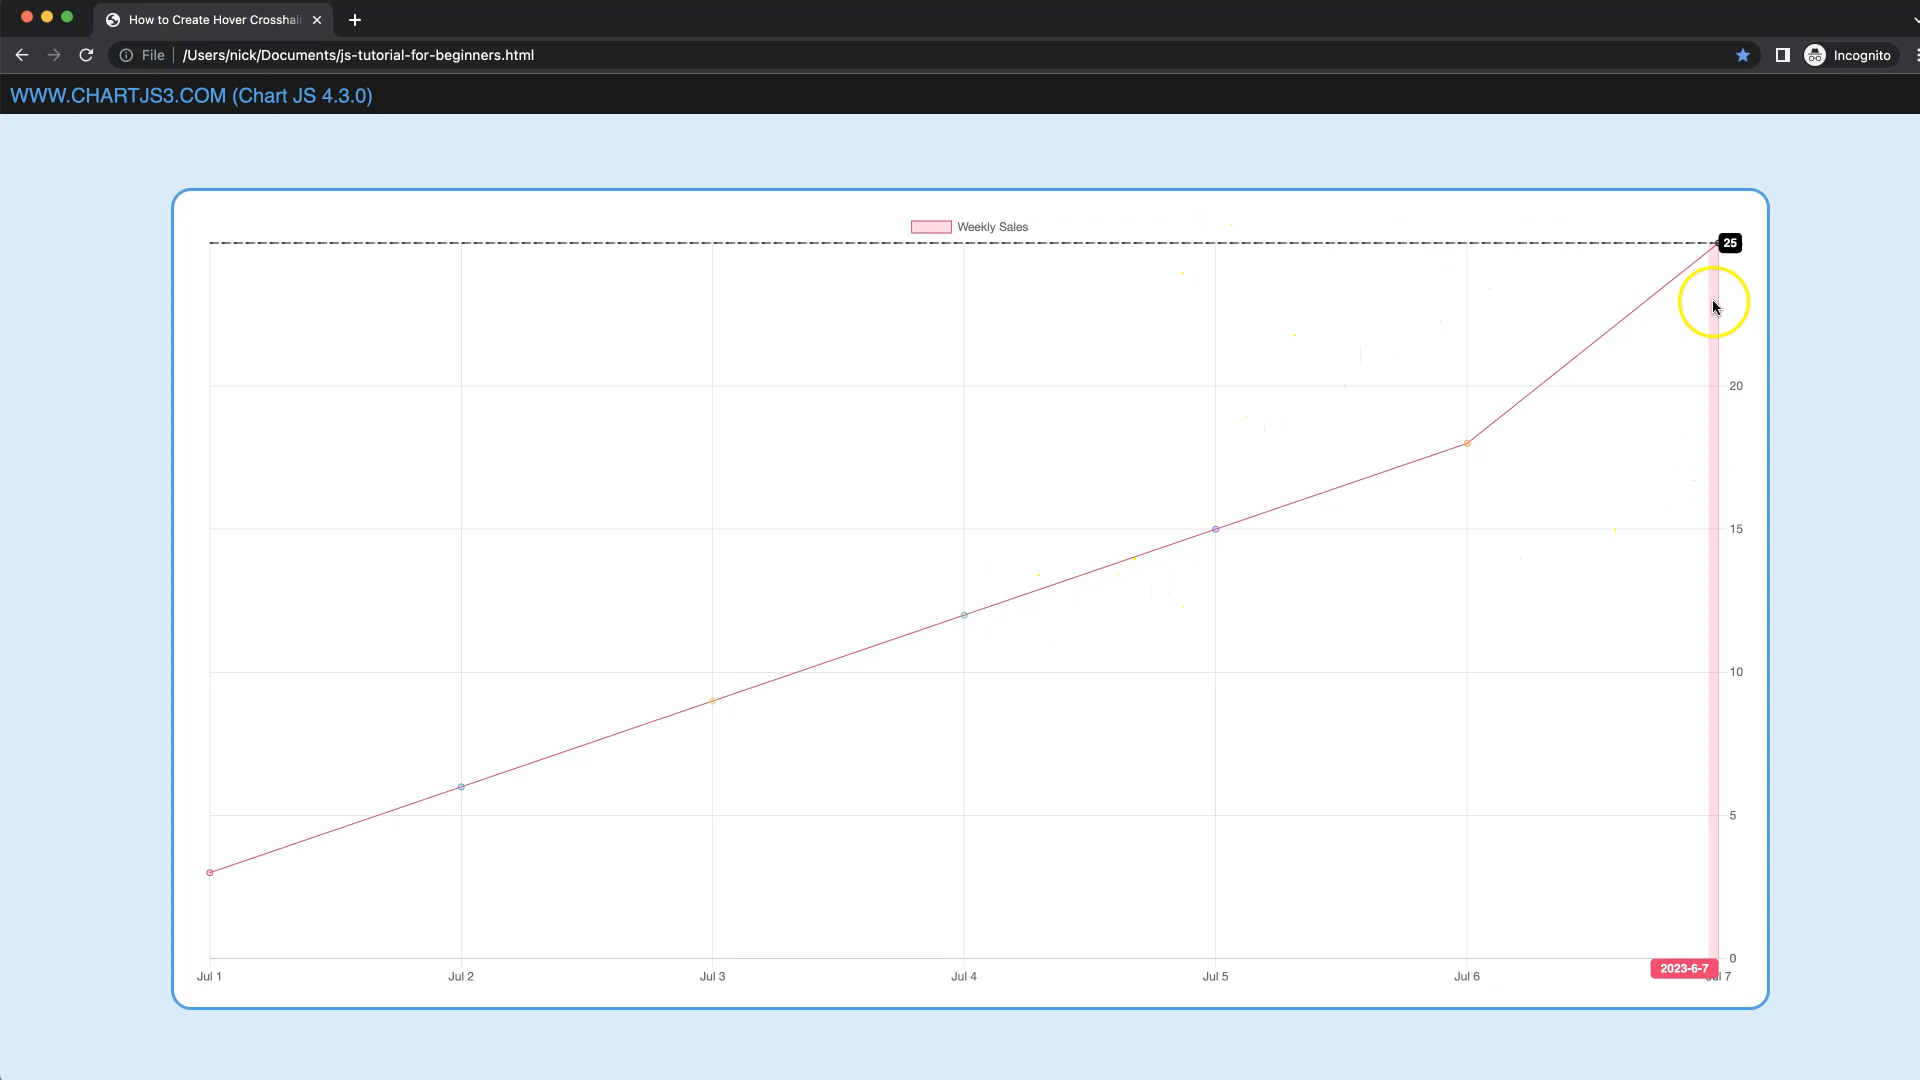 How to Create Hover Crosshair
File /Users/nick/Documents/js-tutorial-for-beginners.html
Incognito
WWW.CHARTJS3.COM (Chart JS 4.3.0)
Weekly Sales
25
20
15
10
5
0
Jul 1 Jul 2 Jul 3 Jul 4 Jul 5 Jul 6 2023-6-7 Jul 7